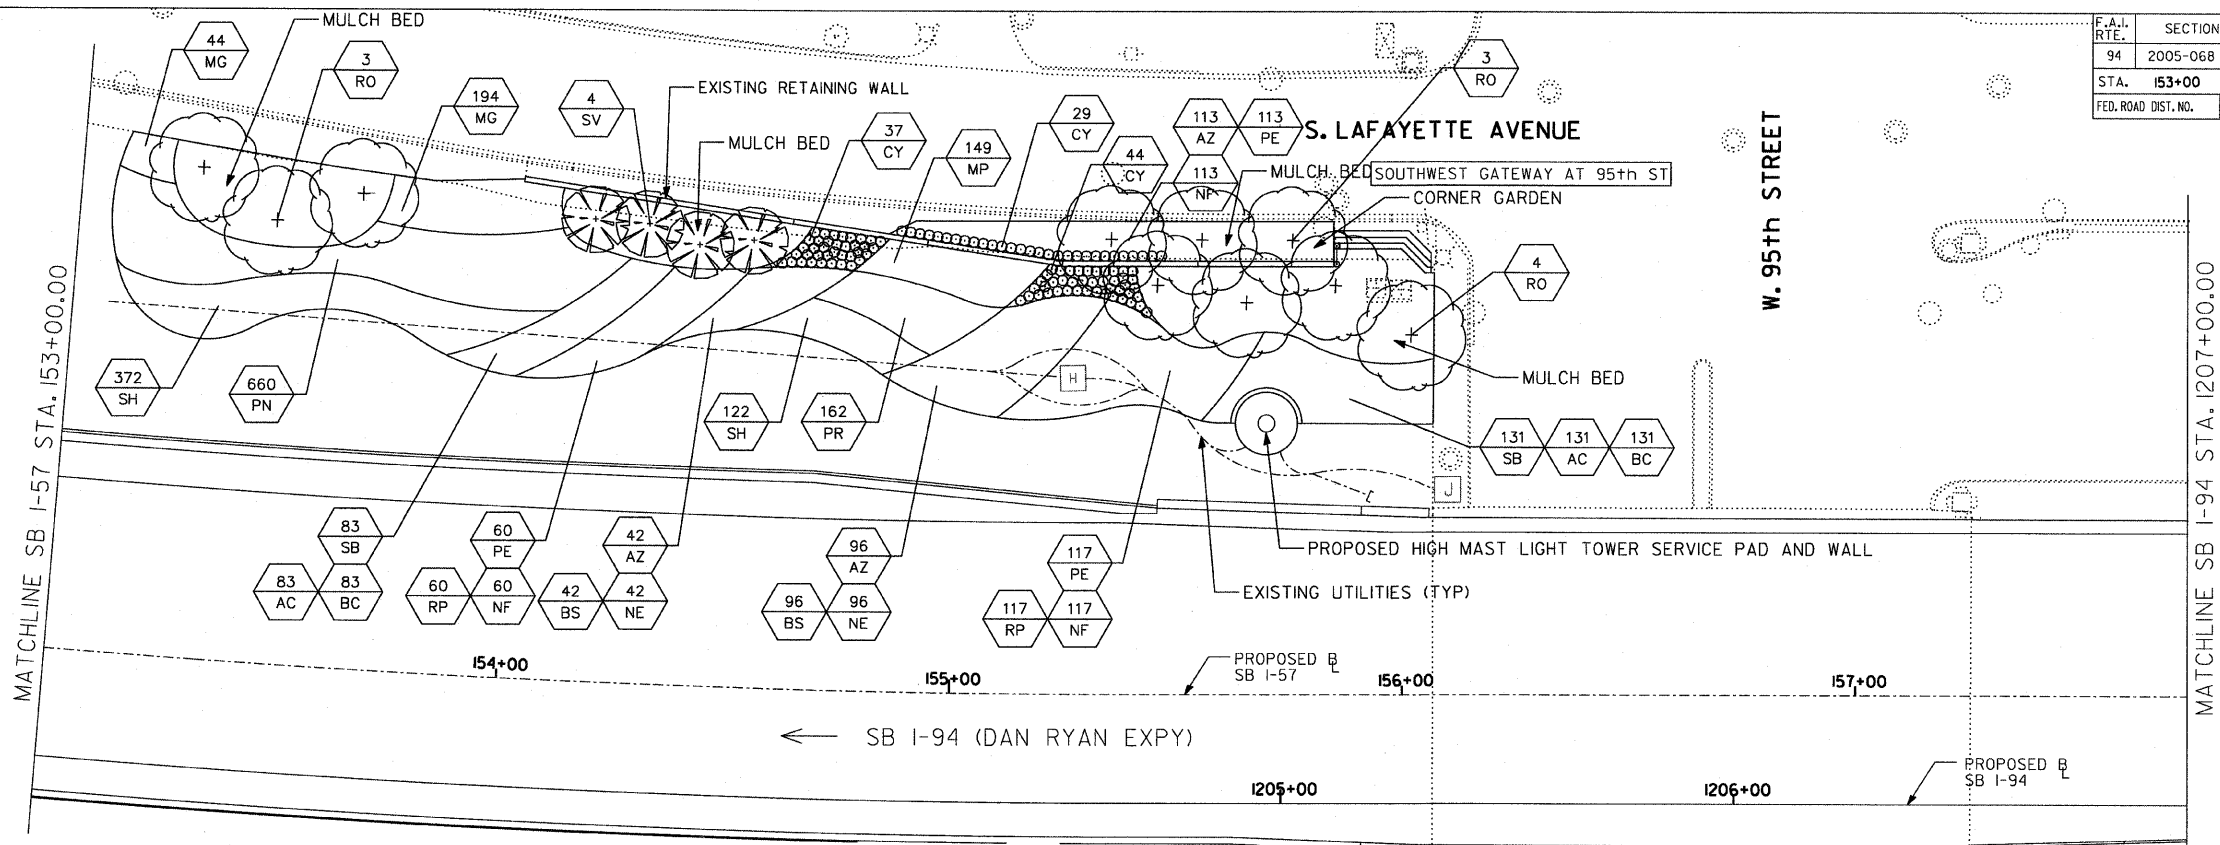 F.A.I. RTE. SECTION
94 2005-068
STA. 153+00
FED. ROAD DIST. NO.
MULCH BED
44 MG
3 RO
194 MG
4 SV
EXISTING RETAINING WALL
MULCH BED
37 CY
149 MP
29 CY
44 CY
113 AZ
113 PE
113 NF
3 RO
S. LAFAYETTE AVENUE
MULCH BED
SOUTHWEST GATEWAY AT 95th ST
CORNER GARDEN
W. 95th STREET
4 RO
MULCH BED
372 SH
660 PN
122 SH
162 PR
H
J
131 SB
131 AC
131 BC
83 SB
83 AC
83 BC
60 PE
60 RP
60 NF
42 AZ
42 BS
42 NE
96 AZ
96 BS
96 NE
117 PE
117 RP
117 NF
PROPOSED HIGH MAST LIGHT TOWER SERVICE PAD AND WALL
EXISTING UTILITIES (TYP)
MATCHLINE SB I-57 STA. 153+00.00
MATCHLINE SB I-94 STA. 1207+00.00
154+00
155+00
PROPOSED BL
SB I-57
156+00
157+00
SB I-94 (DAN RYAN EXPY)
1205+00
1206+00
PROPOSED BL
SB I-94